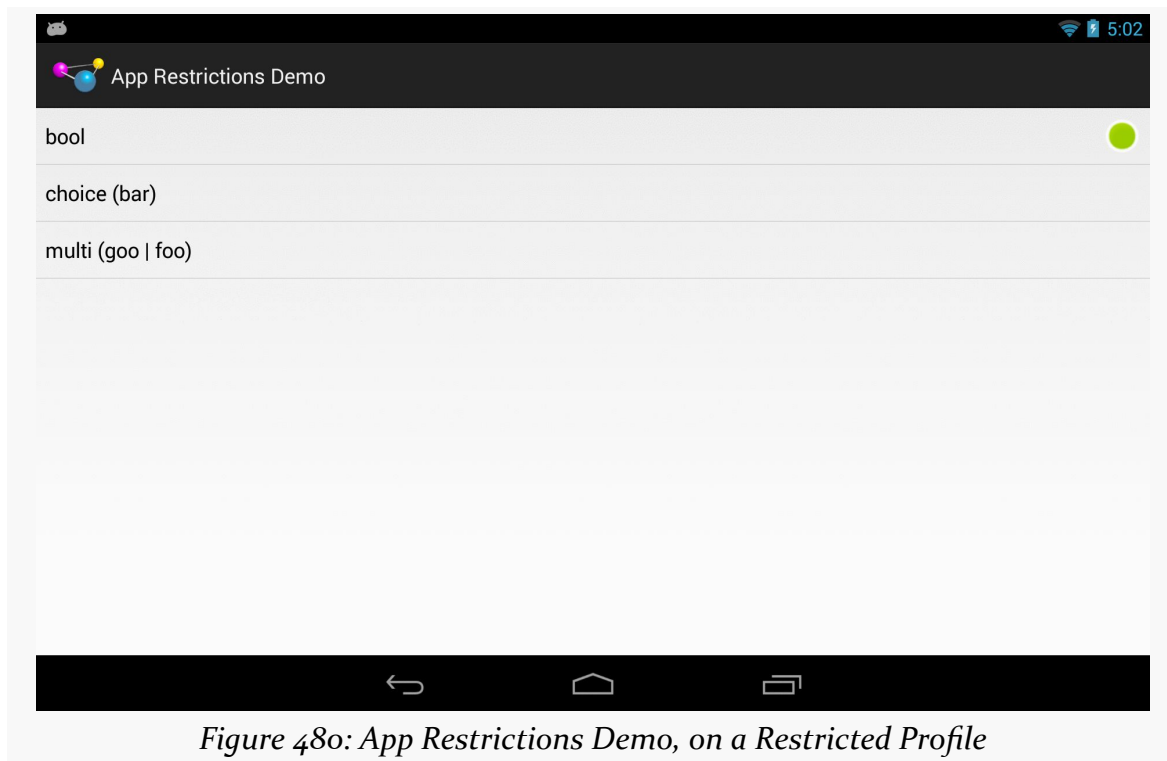 5:02
App Restrictions Demo
bool
choice (bar)
multi (goo | foo)
Figure 480: App Restrictions Demo, on a Restricted Profile